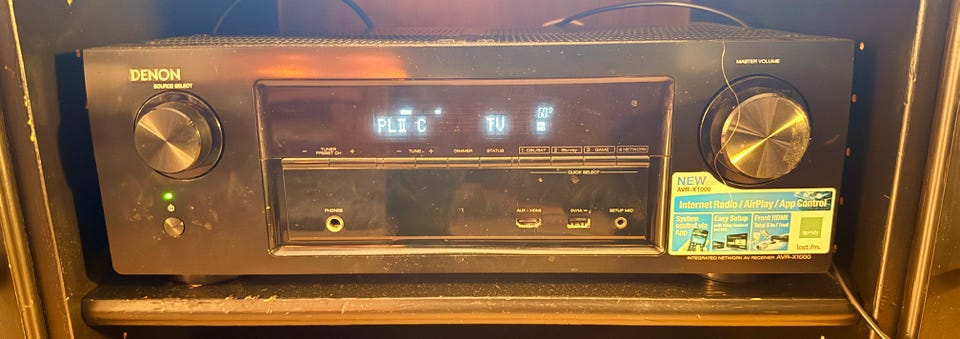 DENON
SOURCE SELECT
MASTER VOLUME
PLII C TV
- TUNER PRESET CH +
- TUNE +
DIMMER
STATUS
1 CBL/SAT
2 Blu-ray
3 GAME
4 NETWORK
QUICK SELECT
PHONES
AUX-HDMI
SETUP MIC
NEW
AVR-X1000
Internet Radio / AirPlay / App Control
System control via App
Easy Setup
Front HDMI
last.fm.
INTEGRATED NETWORK AV RECEIVER AVR-X1000